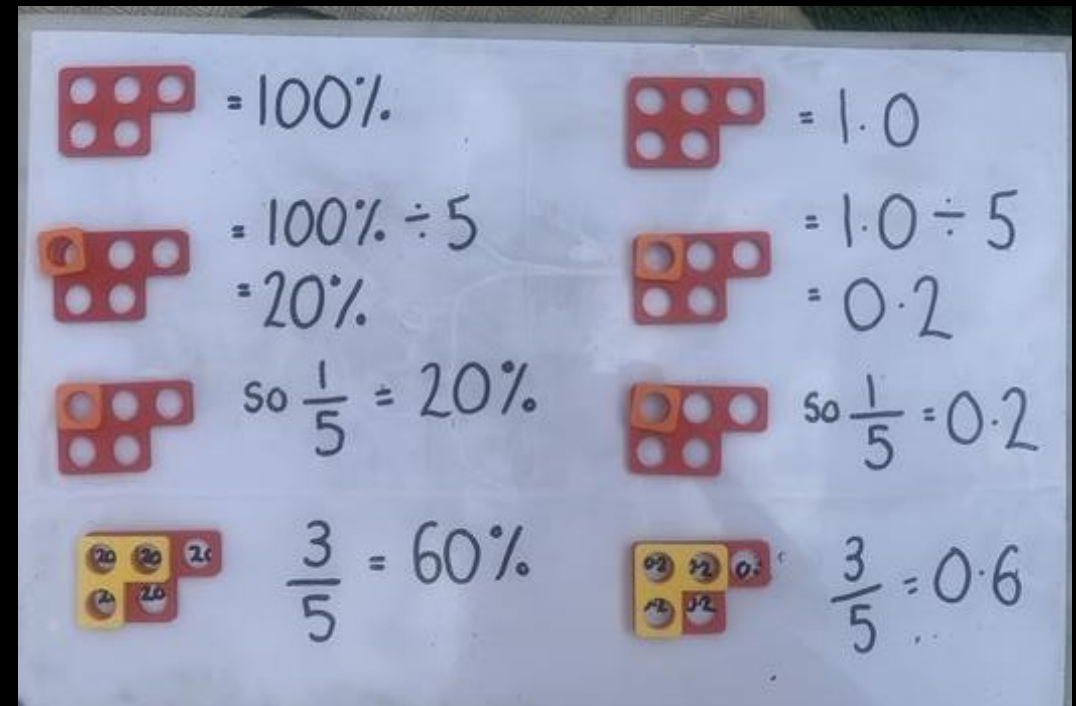 = 100%
= 100% ÷ 5
= 20%
so 1/5 = 20%
20 20 20
2 20
3/5 = 60%
= 1.0
= 1.0 ÷ 5
= 0.2
So 1/5 = 0.2
0.2
0.2
3/5 = 0.6